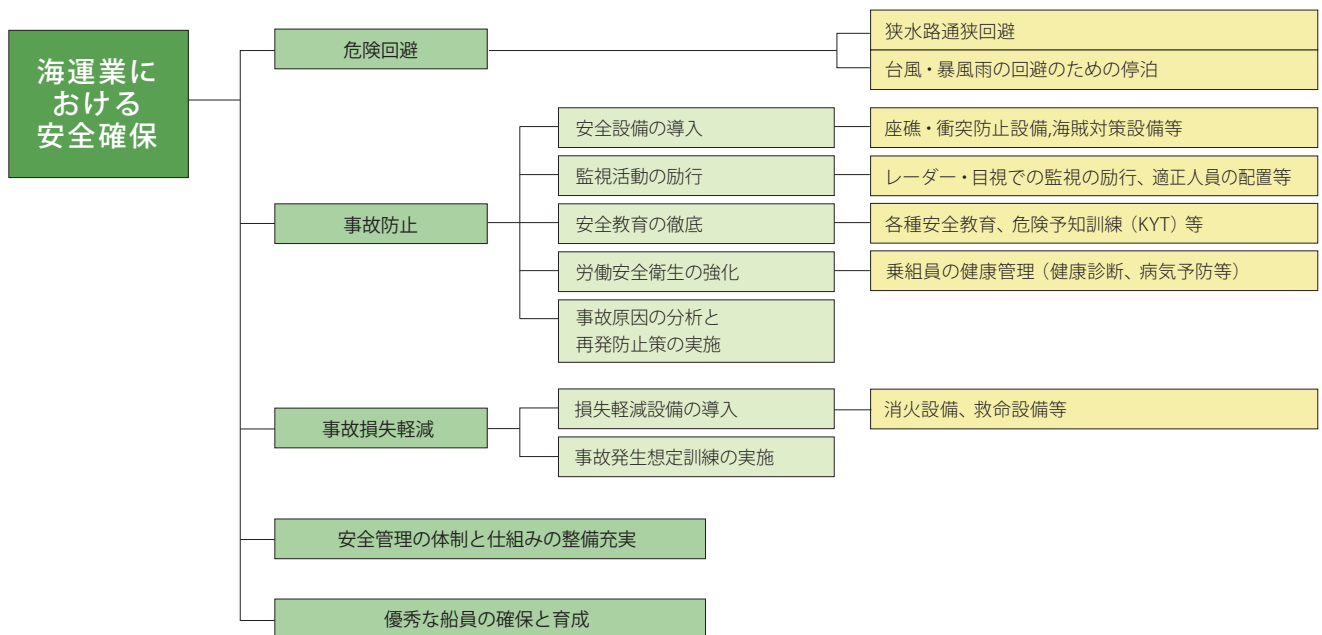 海運業に
おける
安全確保
危険回避
狭水路通狭回避
台風・暴風雨の回避のための停泊
事故防止
安全設備の導入
座礁・衝突防止設備,海賊対策設備等
監視活動の励行
レーダー・目視での監視の励行、適正人員の配置等
安全教育の徹底
各種安全教育、危険予知訓練（KYT）等
労働安全衛生の強化
乗組員の健康管理（健康診断、病気予防等）
事故原因の分析と
再発防止策の実施
事故損失軽減
損失軽減設備の導入
消火設備、救命設備等
事故発生想定訓練の実施
安全管理の体制と仕組みの整備充実
優秀な船員の確保と育成